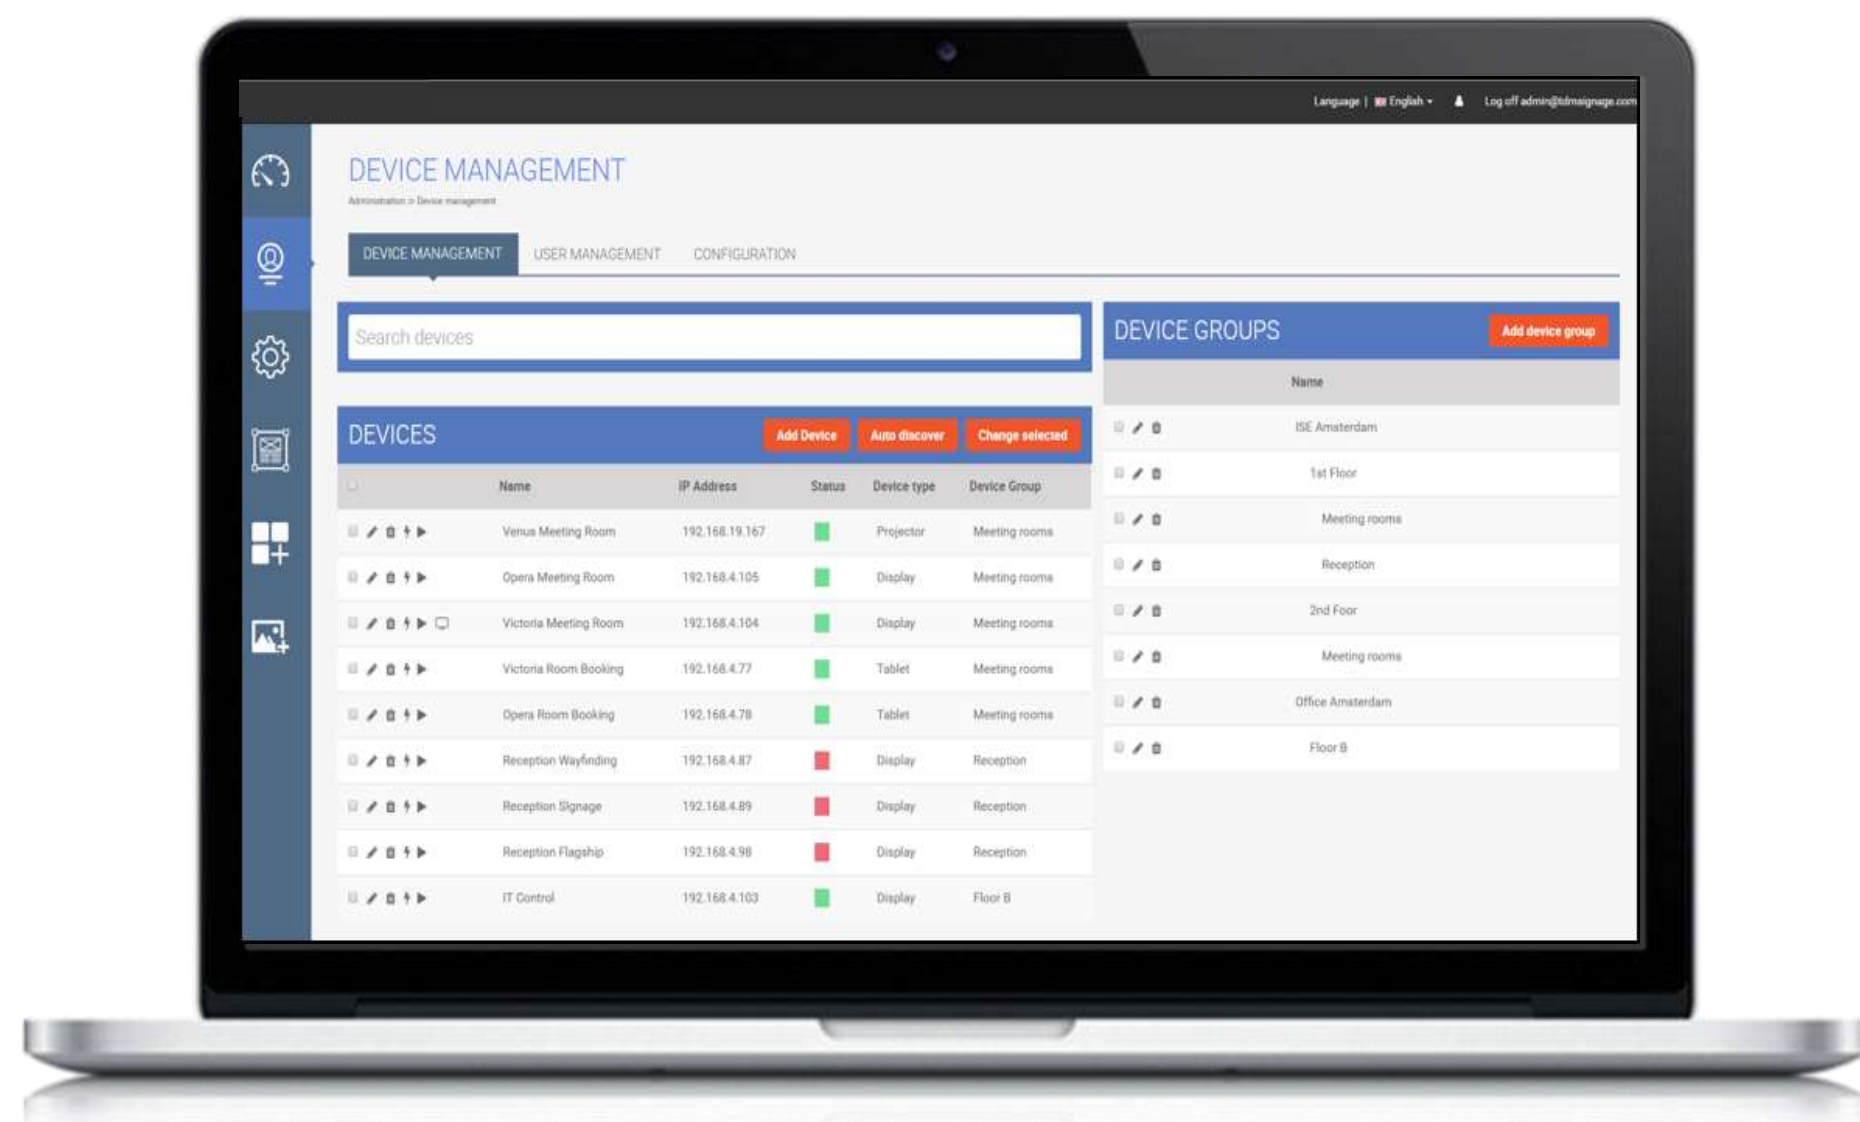 Language | English Log off admin@tdmsignage.com
DEVICE MANAGEMENT
Administration » Device management
DEVICE MANAGEMENT USER MANAGEMENT CONFIGURATION
Search devices
DEVICES Add Device Auto discover Change selected
Name IP Address Status Device type Device Group
Venus Meeting Room 192.168.19.167 Projector Meeting rooms
Opera Meeting Room 192.168.4.105 Display Meeting rooms
Victoria Meeting Room 192.168.4.104 Display Meeting rooms
Victoria Room Booking 192.168.4.77 Tablet Meeting rooms
Opera Room Booking 192.168.4.78 Tablet Meeting rooms
Reception Wayfinding 192.168.4.87 Display Reception
Reception Signage 192.168.4.89 Display Reception
Reception Flagship 192.168.4.98 Display Reception
IT Control 192.168.4.103 Display Floor B
DEVICE GROUPS Add device group
Name
ISE Amsterdam
1st Floor
Meeting rooms
Reception
2nd Foor
Meeting rooms
Office Amsterdam
Floor B